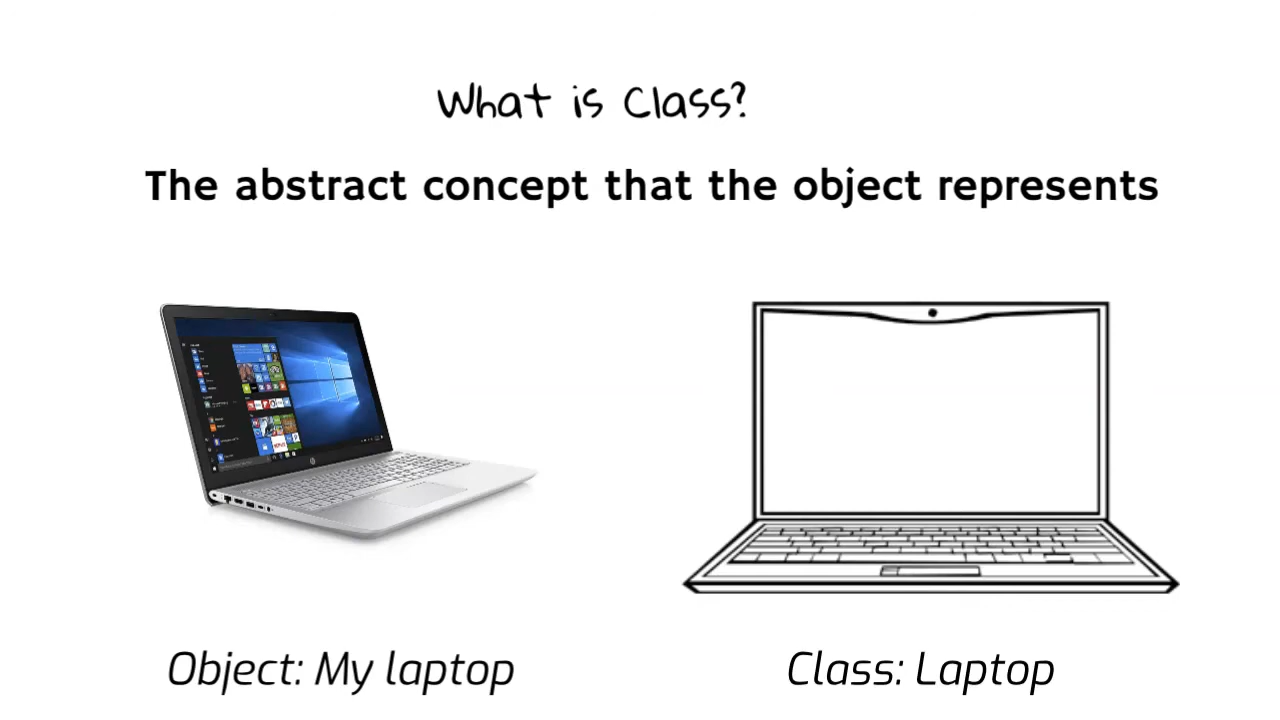 What is Class?
The abstract concept that the object represents
Object: My laptop
Class: Laptop